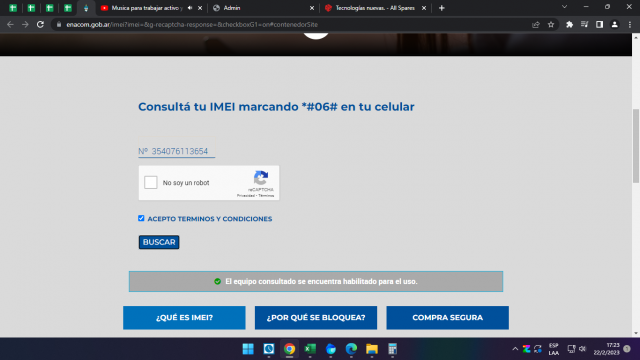 Musica para trabajar activo y
Admin
Tecnologías nuevas. - All Spares
enacom.gob.ar/imei?imei=&g-recaptcha-response=&checkboxG1=on#contenedorSite
Consultá tu IMEI marcando *#06# en tu celular
Nº 354076113654
No soy un robot
reCAPTCHA
Privacidad - Términos
ACEPTO TERMINOS Y CONDICIONES
BUSCAR
El equipo consultado se encuentra habilitado para el uso.
¿QUÉ ES IMEI?
¿POR QUÉ SE BLOQUEA?
COMPRA SEGURA
ESP
LAA
17:23
22/2/2023